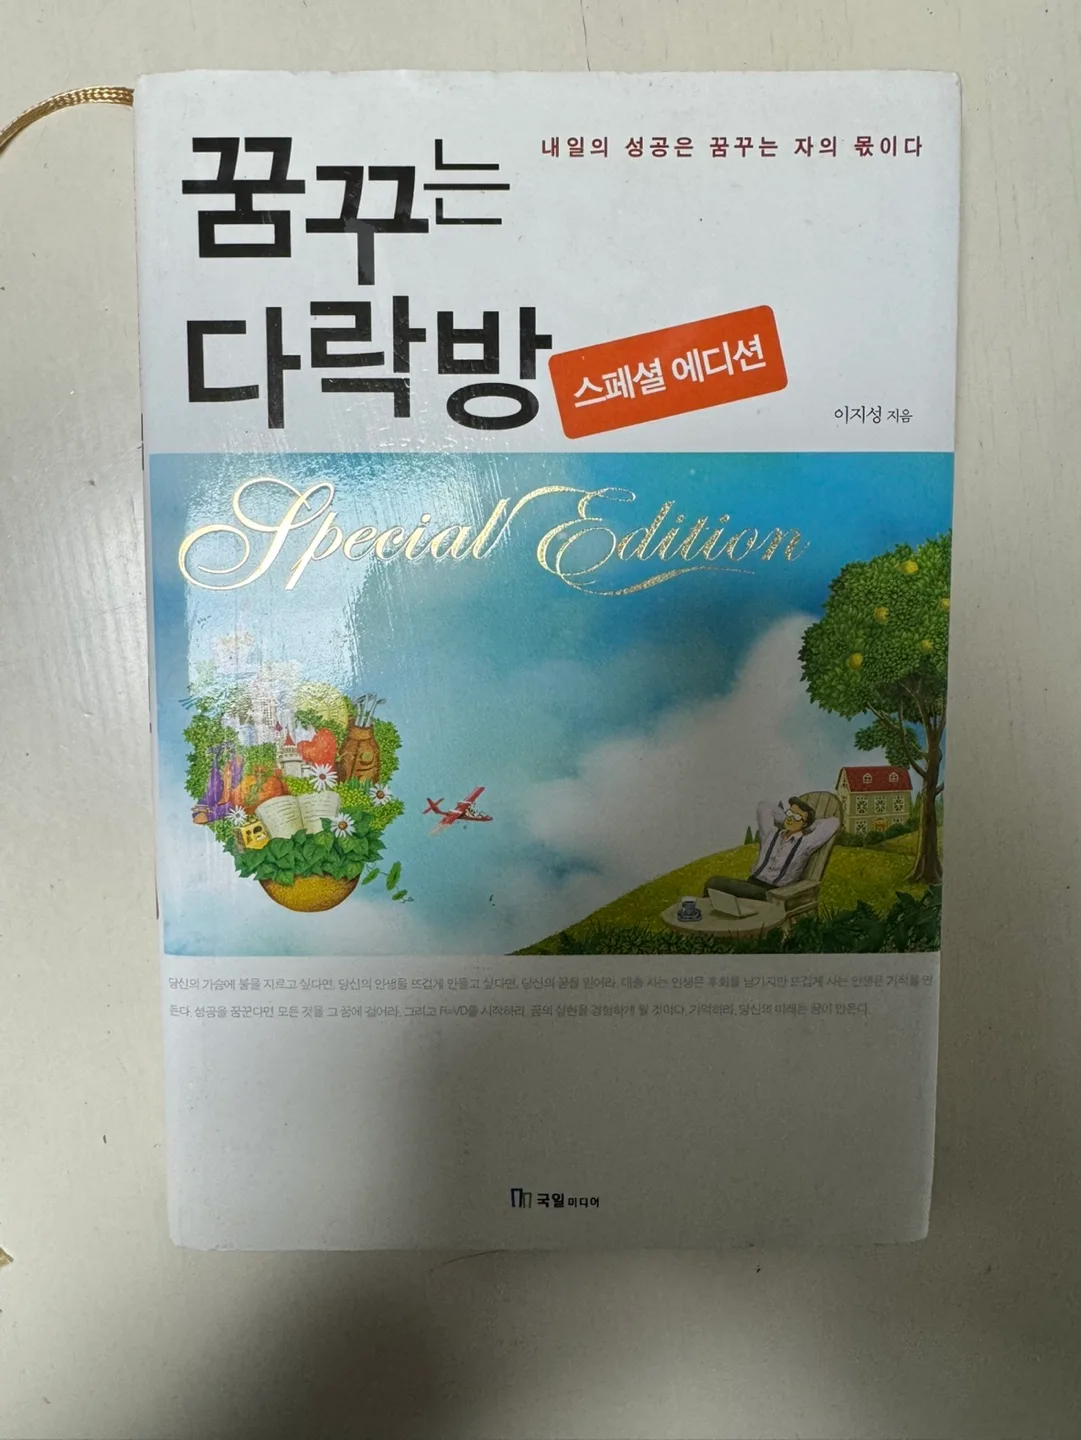 내일의 성공은 꿈꾸는 자의 몫이다
꿈꾸는
다락방
스페셜 에디션
이지성 지음
Special Edition
당신의 가슴에 불을 지르고 싶다면, 당신의 인생을 뜨겁게 만들고 싶다면, 당신의 꿈을 믿어라. 대충 사는 인생은 후회를 남기지만 뜨겁게 사는 인생은 기적을 만
든다. 성공을 꿈꾼다면 모든 것을 그 꿈에 걸어라. 그리고 R=VD를 시작하라. 꿈의 실현을 경험하게 될 것이다. 기억하라, 당신의 미래는 꿈이 만든다.
국일미디어